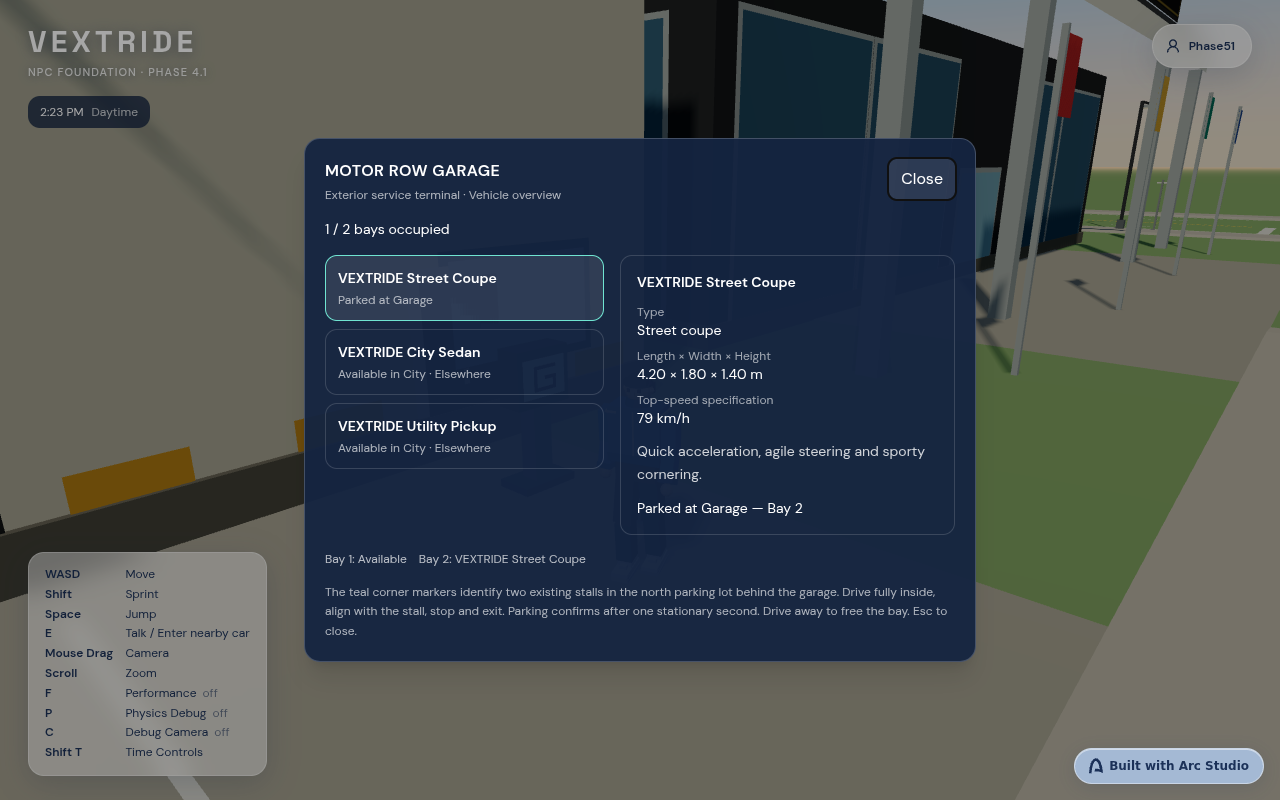 VEXTRIDE
NPC FOUNDATION · PHASE 4.1
2:23 PM Daytime
Phase51
MOTOR ROW GARAGE
Close
Exterior service terminal · Vehicle overview
1 / 2 bays occupied
VEXTRIDE Street Coupe
Parked at Garage
VEXTRIDE City Sedan
Available in City · Elsewhere
VEXTRIDE Utility Pickup
Available in City · Elsewhere
VEXTRIDE Street Coupe
Type
Street coupe
Length × Width × Height
4.20 × 1.80 × 1.40 m
Top-speed specification
79 km/h
Quick acceleration, agile steering and sporty
cornering.
Parked at Garage — Bay 2
Bay 1: Available Bay 2: VEXTRIDE Street Coupe
The teal corner markers identify two existing stalls in the north parking lot behind the garage. Drive fully inside,
align with the stall, stop and exit. Parking confirms after one stationary second. Drive away to free the bay. Esc to
close.
WASD Move
Shift Sprint
Space Jump
E Talk / Enter nearby car
Mouse Drag Camera
Scroll Zoom
F Performance off
P Physics Debug off
C Debug Camera off
Shift T Time Controls
Built with Arc Studio
G